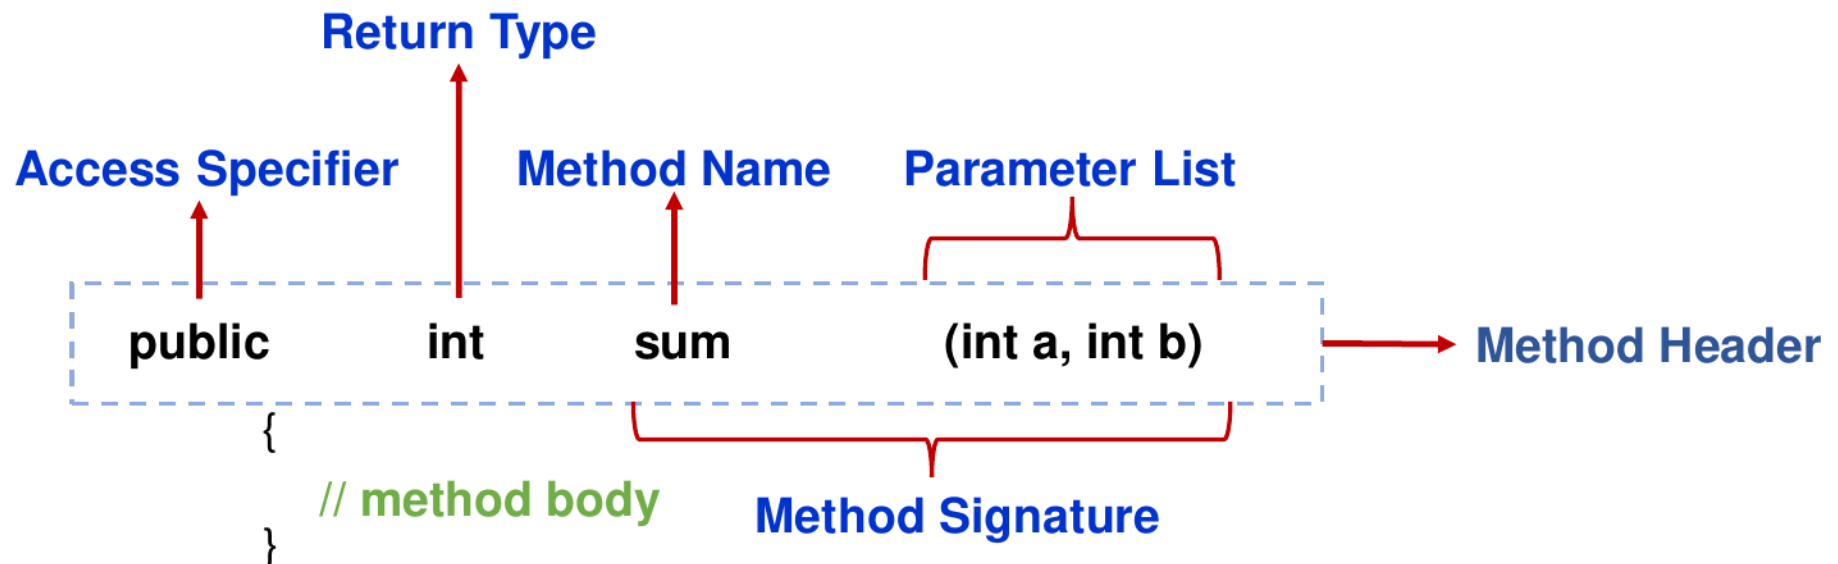 Return Type
Access Specifier Method Name Parameter List
public int sum (int a, int b) Method Header
{
// method body
Method Signature
}